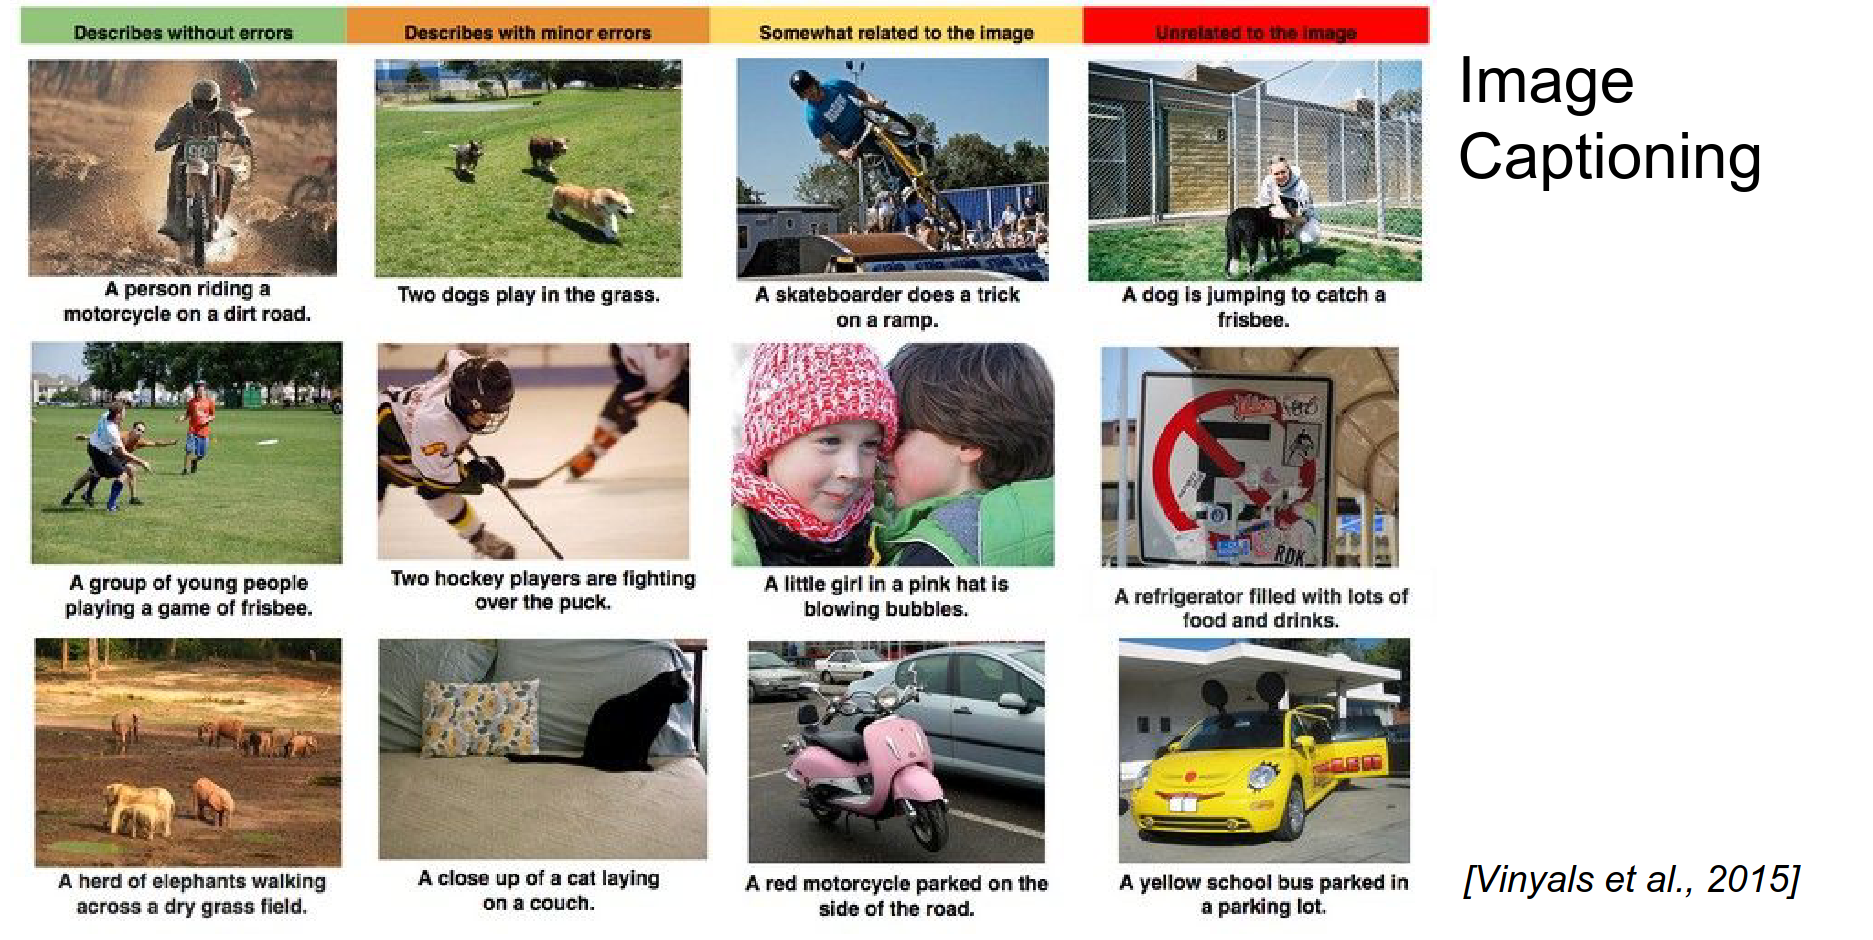 Describes without errors
Describes with minor errors
Somewhat related to the image
Unrelated to the image
Image
Captioning
A person riding a
motorcycle on a dirt road.
Two dogs play in the grass.
A skateboarder does a trick
on a ramp.
A dog is jumping to catch a
frisbee.
A group of young people
playing a game of frisbee.
Two hockey players are fighting
over the puck.
A little girl in a pink hat is
blowing bubbles.
RDK
A refrigerator filled with lots of
food and drinks.
A herd of elephants walking
across a dry grass field.
A close up of a cat laying
on a couch.
A red motorcycle parked on the
side of the road.
A yellow school bus parked in
a parking lot.
[Vinyals et al., 2015]